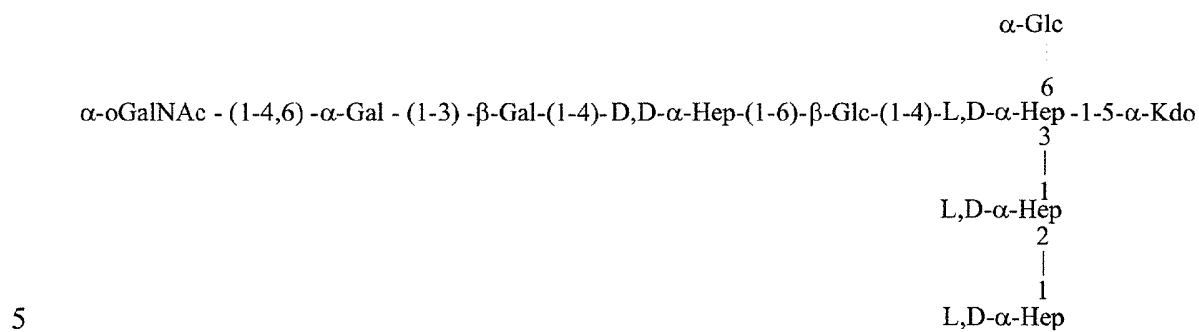 α-Glc
6
α-oGalNAc - (1-4,6) -α-Gal - (1-3) -β-Gal-(1-4)- D,D-α-Hep-(1-6)-β-Glc-(1-4)-L,D-α-Hep -1-5-α-Kdo
3
1
L,D-α-Hep
2
1
5 L,D-α-Hep